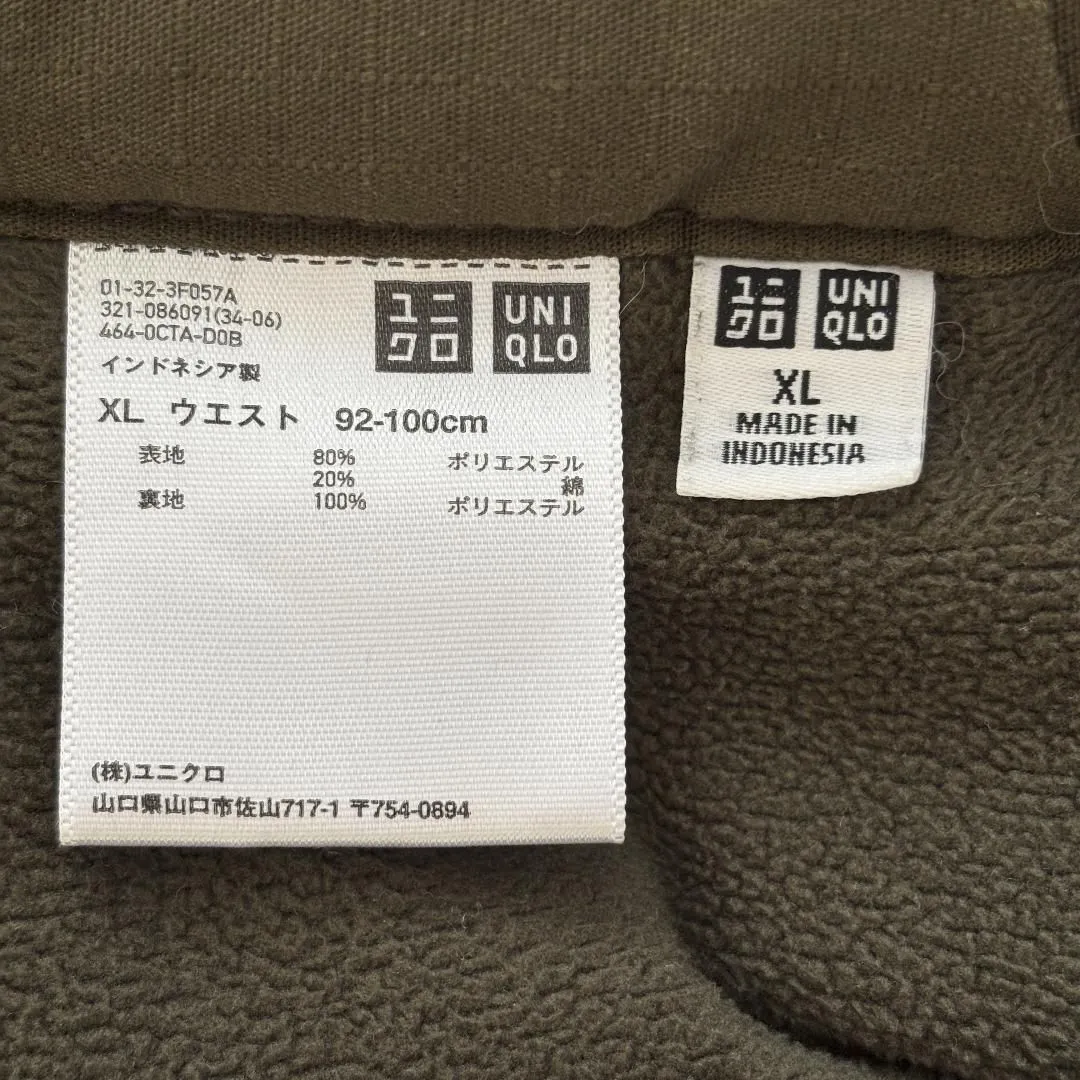 01-32-3F057A
321-086091(34-06)
464-0CTA-D0B
インドネシア製
ユニ
クロ
UNI
QLO
XL ウエスト 92-100cm
表地 80% ポリエステル
20% 綿
裏地 100% ポリエステル
(株)ユニクロ
山口県山口市佐山717-1 〒754-0894
ユニ
クロ
UNI
QLO
XL
MADE IN
INDONESIA